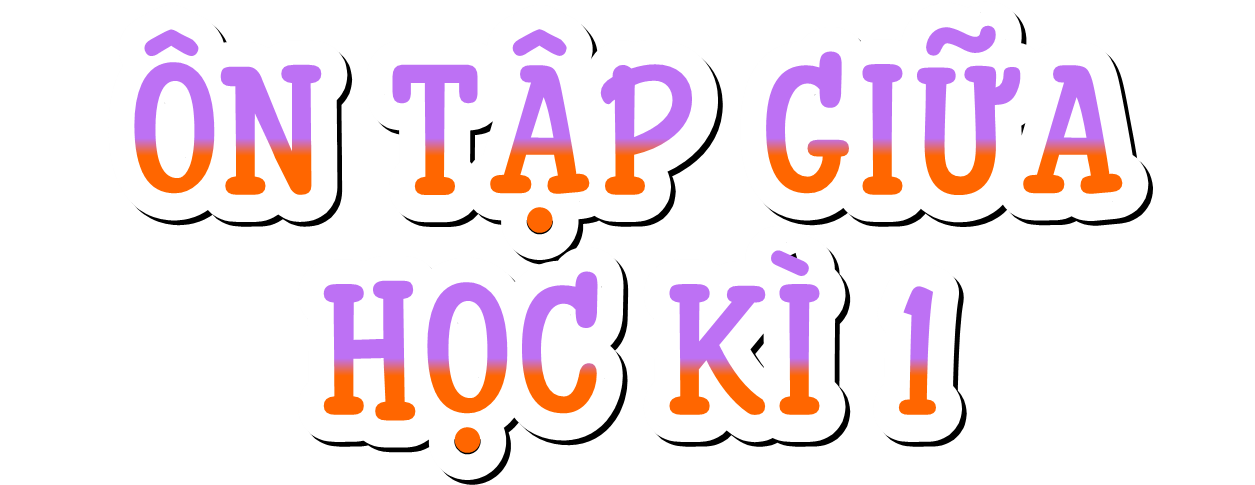 ÔN TẬP GIỮA
HỌC KÌ 1